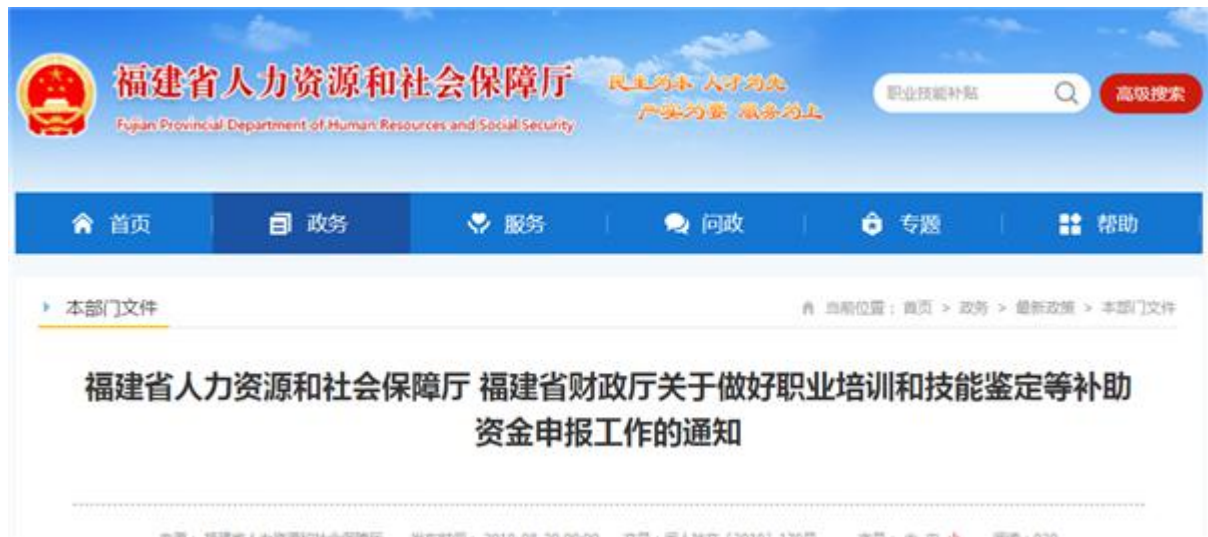 福建省人力资源和社会保障厅
Fujian Provincial Department of Human Resources and Social Security
民生为本 人才为先
严实为要 服务为上
职业技能补贴
高级搜索
首页 政务 服务 问政 专题 帮助
本部门文件
当前位置：首页 > 政务 > 最新政策 > 本部门文件
福建省人力资源和社会保障厅 福建省财政厅关于做好职业培训和技能鉴定等补助
资金申报工作的通知